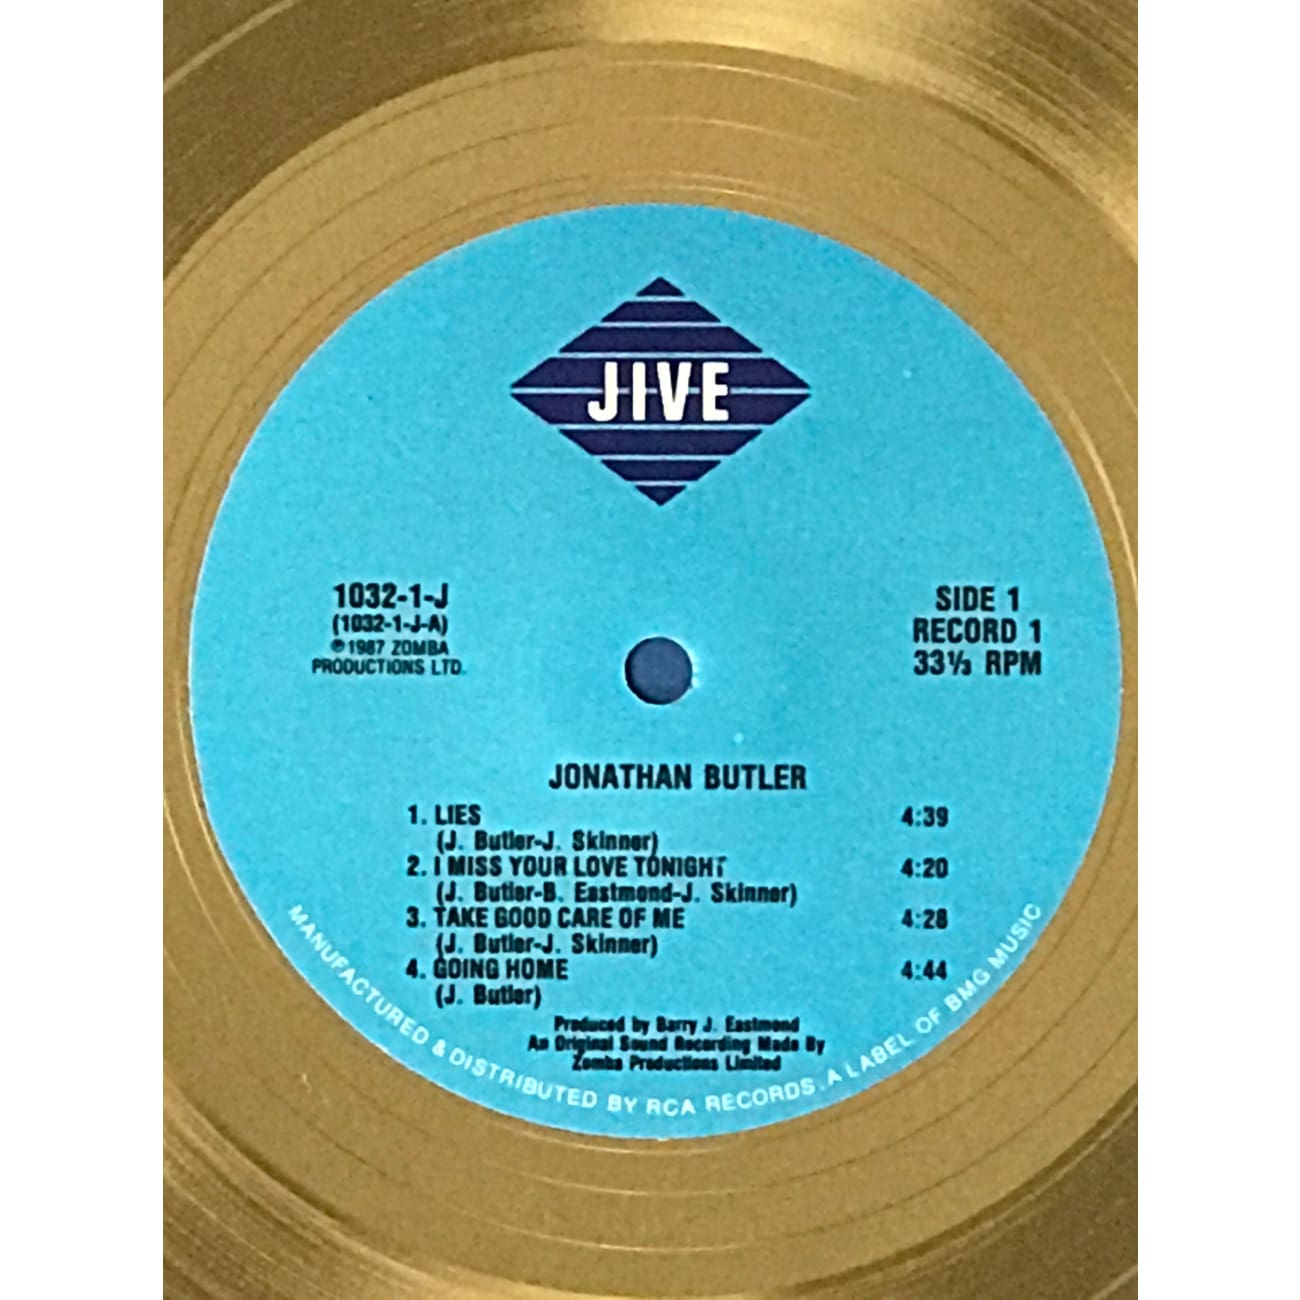 JIVE
1032-1-J
(1032-1-J-A)
℗1987 ZOMBA
PRODUCTIONS LTD.
SIDE 1
RECORD 1
33⅓ RPM
JONATHAN BUTLER
1. LIES 4:39
(J. Butler-J. Skinner)
2. I MISS YOUR LOVE TONIGHT 4:20
(J. Butler-B. Eastmond-J. Skinner)
3. TAKE GOOD CARE OF ME 4:28
(J. Butler-J. Skinner)
4. GOING HOME 4:44
(J. Butler)
Produced by Barry J. Eastmond
An Original Sound Recording Made By
Zomba Productions Limited
MANUFACTURED & DISTRIBUTED BY RCA RECORDS. A LABEL OF BMG MUSIC